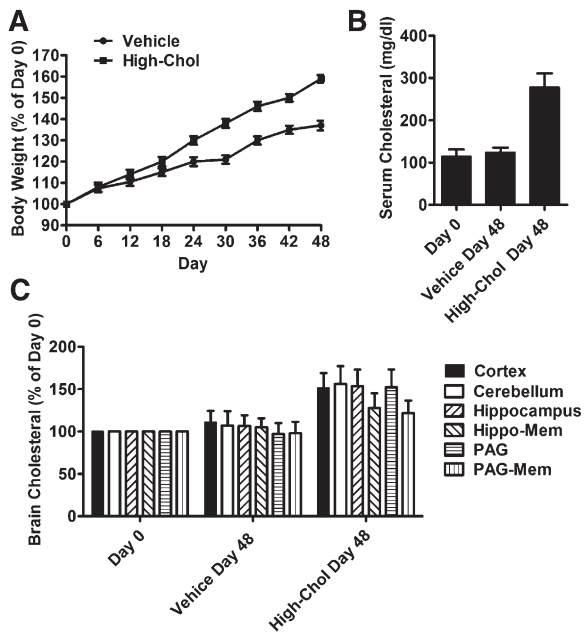 A
Vehicle
High-Chol
Body Weight (% of Day 0)
170
160
150
140
130
120
110
100
90
0 6 12 18 24 30 36 42 48
Day
B
Serum Cholesteral (mg/dl)
400
300
200
100
0
Day 0
Vehice Day 48
High-Chol Day 48
C
Brain Cholesteral (% of Day 0)
200
150
100
50
0
Day 0
Vehice Day 48
High-Chol Day 48
Cortex
Cerebellum
Hippocampus
Hippo-Mem
PAG
PAG-Mem